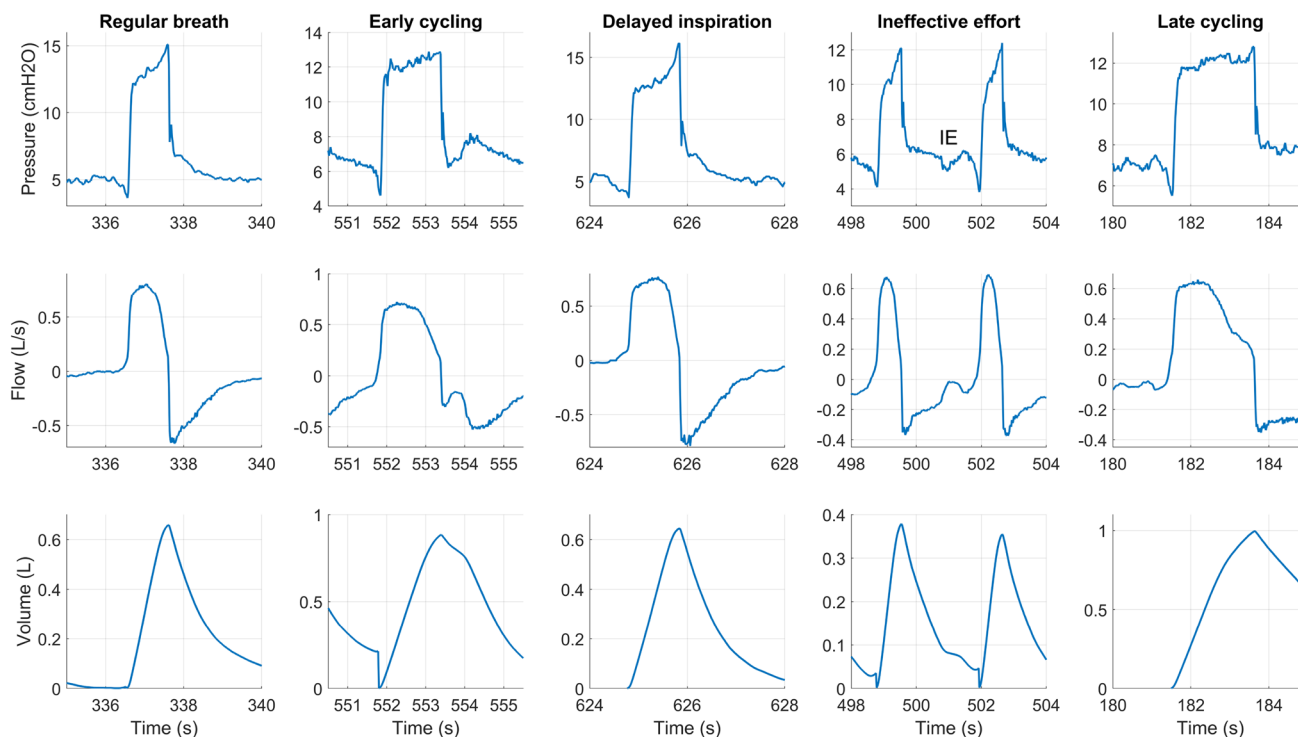 Regular breath Early cycling Delayed inspiration Ineffective effort Late cycling
Pressure (cmH2O)
15
10
5
336 338 340
14
12
10
8
6
4
551 552 553 554 555
15
10
5
624 626 628
12
10
8
6
4
IE
498 500 502 504
12
10
8
6
180 182 184
Flow (L/s)
0.5
0
-0.5
336 338 340
1
0.5
0
-0.5
551 552 553 554 555
0.5
0
-0.5
624 626 628
0.6
0.4
0.2
0
-0.2
-0.4
498 500 502 504
0.6
0.4
0.2
0
-0.2
-0.4
180 182 184
Volume (L)
0.6
0.4
0.2
0
336 338 340
Time (s)
1
0.5
0
551 552 553 554 555
Time (s)
0.6
0.4
0.2
0
624 626 628
Time (s)
0.4
0.3
0.2
0.1
0
498 500 502 504
Time (s)
1
0.5
0
180 182 184
Time (s)